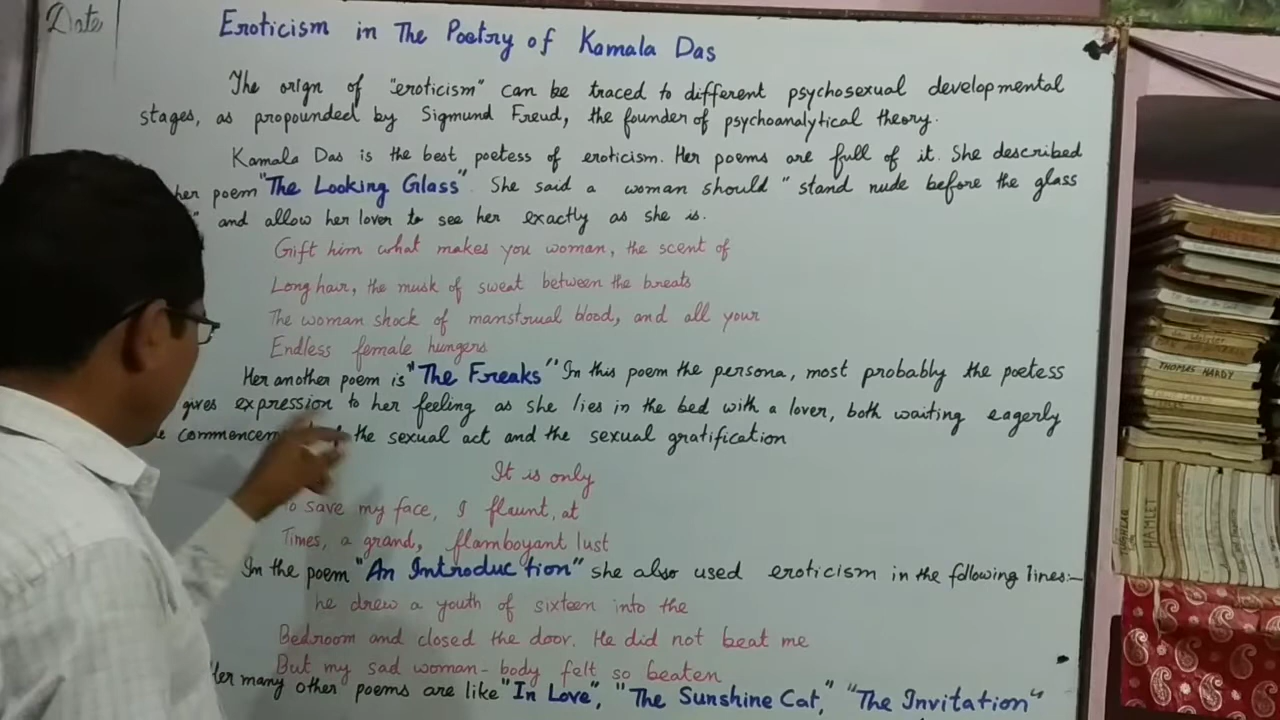 Date
Eroticism in The Poetry of Kamala Das
The orign of "eroticism" can be traced to different psychosexual developmental
stages, as propounded by Sigmund Freud, the founder of psychoanalytical theory.
Kamala Das is the best poetess of eroticism. Her poems are full of it. She described
her poem "The Looking Glass". She said a woman should "stand nude before the glass
" and allow her lover to see her exactly as she is.
Gift him what makes you woman, the scent of
Long hair, the musk of sweat between the breats
The woman shock of manstrual blood, and all your
Endless female hungers
Her another poem is "The Freaks" In this poem the persona, most probably the poetess
gives expression to her feeling as she lies in the bed with a lover, both waiting eagerly
the sexual act and the sexual gratification
It is only
To save my face, I flaunt, at
Times, a grand, flamboyant lust
In the poem "An Introduction" she also used eroticism in the following lines:-
he drew a youth of sixteen into the
Bedroom and closed the door. He did not beat me
But my sad woman-body felt so beaten
Her many other poems are like "In Love", "The Sunshine Cat," "The Invitation"
THOMAS HARDY
HAMLET